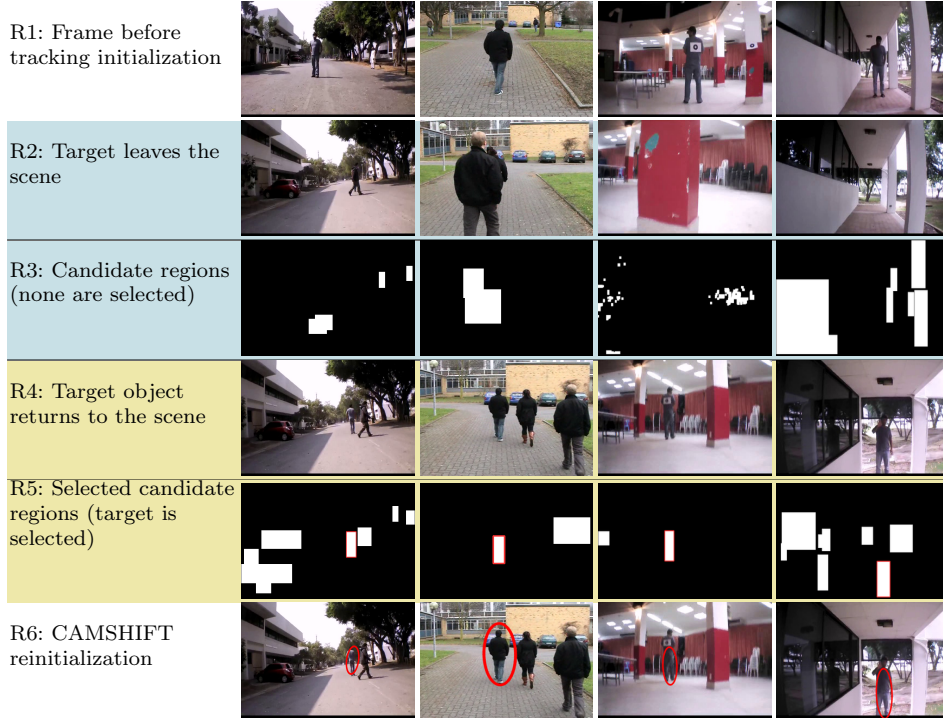 R1: Frame before
tracking initialization
R2: Target leaves the
scene
R3: Candidate regions
(none are selected)
R4: Target object
returns to the scene
R5: Selected candidate
regions (target is
selected)
R6: CAMSHIFT
reinitialization